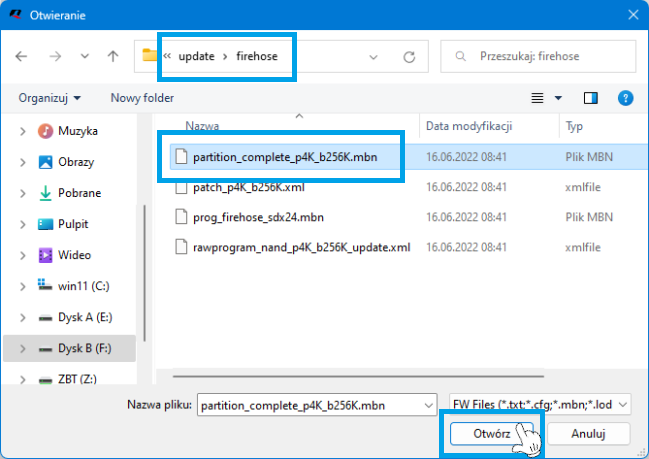 Otwieranie
« update > firehose
Przeszukaj: firehose
Organizuj
Nowy folder
Nazwa
Data modyfikacji
Typ
Muzyka
Obrazy
Pobrane
Pulpit
Wideo
win11 (C:)
Dysk A (E:)
Dysk B (F:)
ZBT (Z:)
partition_complete_p4K_b256K.mbn 16.06.2022 08:41 Plik MBN
patch_p4K_b256K.xml 16.06.2022 08:41 xmlfile
prog_firehose_sdx24.mbn 16.06.2022 08:41 Plik MBN
rawprogram_nand_p4K_b256K_update.xml 16.06.2022 08:41 xmlfile
Nazwa pliku: partition_complete_p4K_b256K.mbn
FW Files (*.txt;*.cfg;*.mbn;*.lod
Otwórz
Anuluj